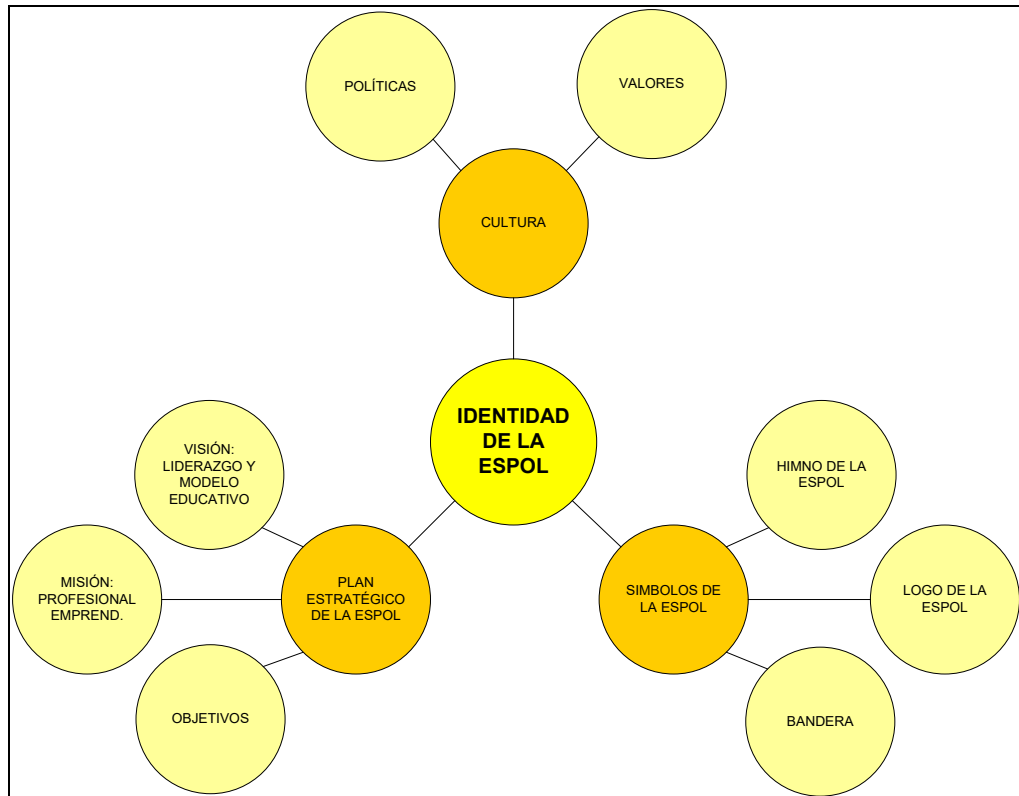 POLÍTICAS
VALORES
CULTURA
IDENTIDAD
DE LA
ESPOL
VISIÓN:
LIDERAZGO Y
MODELO
EDUCATIVO
HIMNO DE LA
ESPOL
MISIÓN:
PROFESIONAL
EMPREND.
PLAN
ESTRATÉGICO
DE LA ESPOL
SIMBOLOS DE
LA ESPOL
LOGO DE LA
ESPOL
OBJETIVOS
BANDERA